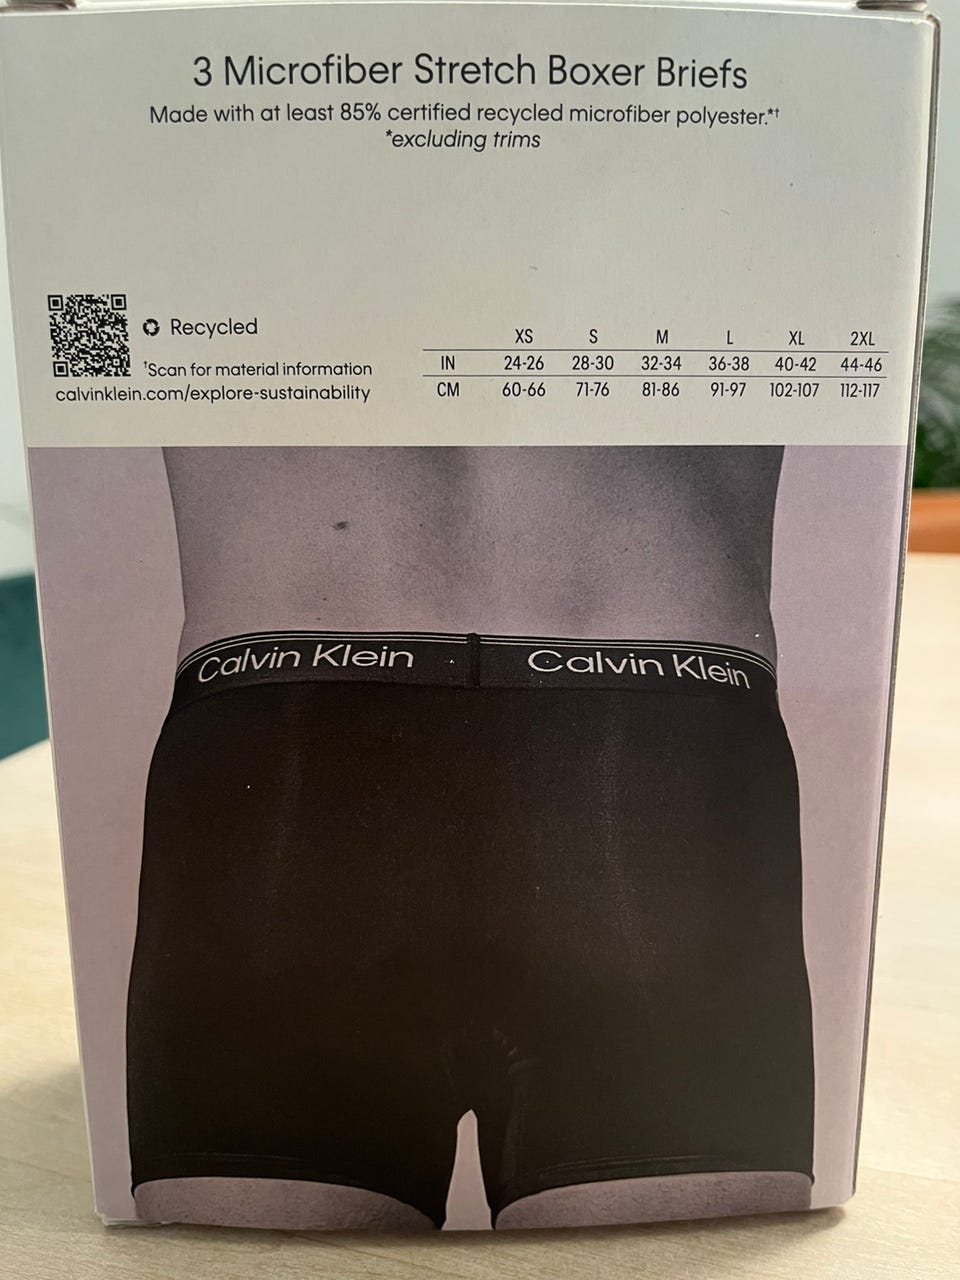 3 Microfiber Stretch Boxer Briefs
Made with at least 85% certified recycled microfiber polyester.*†
*excluding trims
Recycled
†Scan for material information
calvinklein.com/explore-sustainability
XS S M L XL 2XL
IN 24-26 28-30 32-34 36-38 40-42 44-46
CM 60-66 71-76 81-86 91-97 102-107 112-117
Calvin Klein Calvin Klein